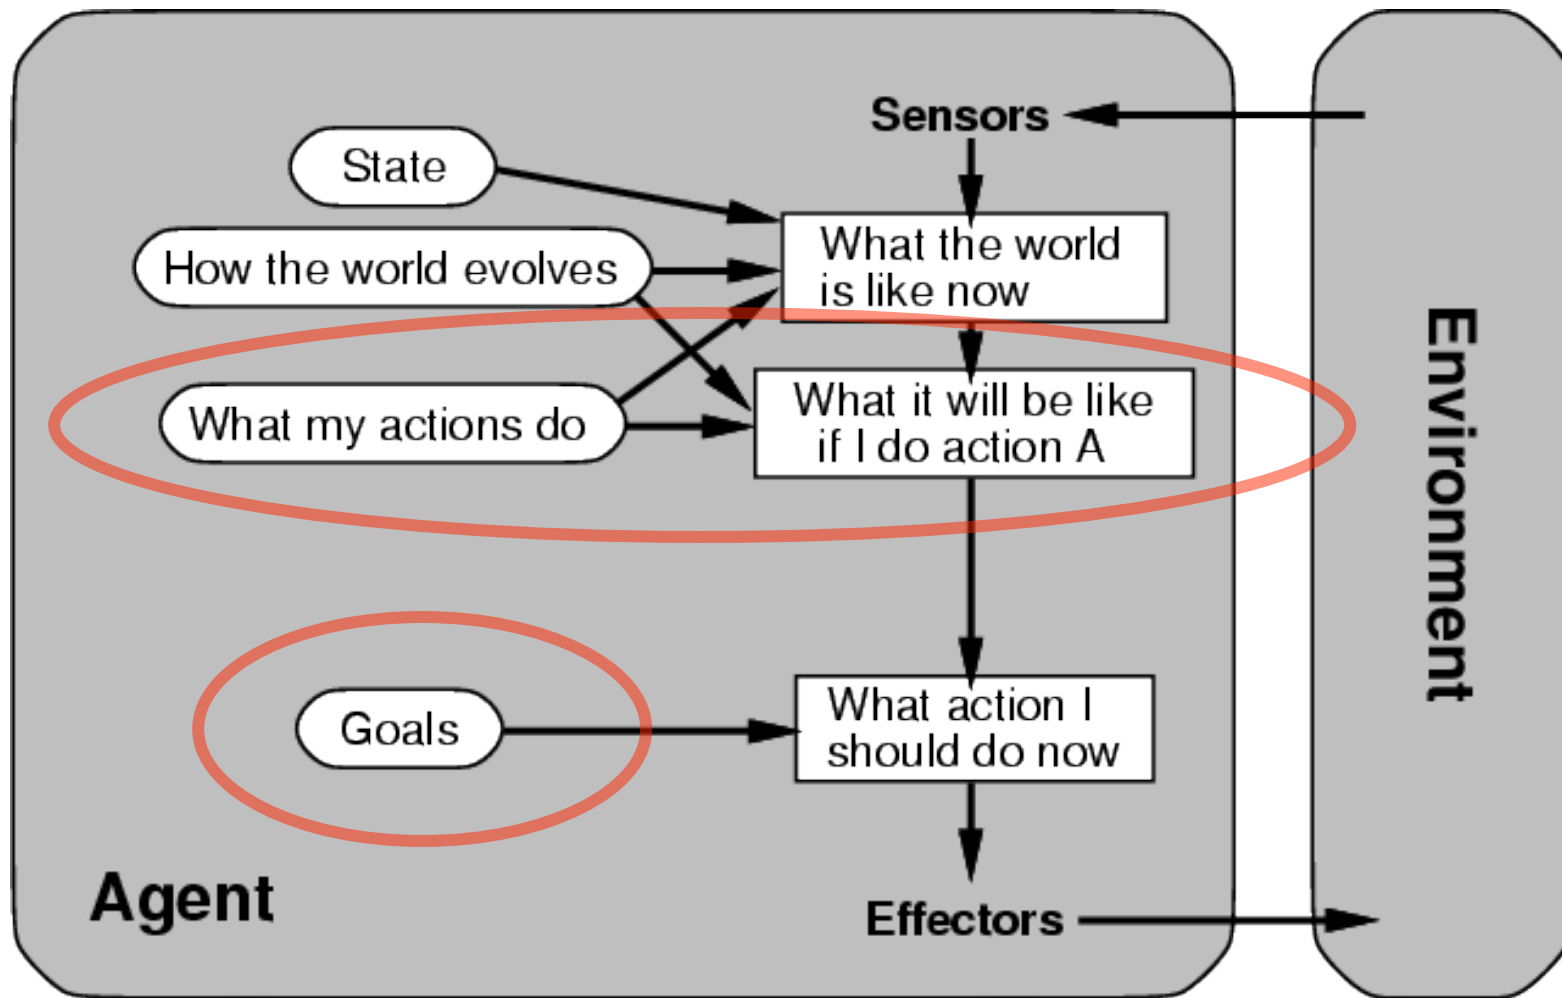 Sensors
State
What the world
is like now
How the world evolves
What my actions do
What it will be like
if I do action A
Goals
What action I
should do now
Agent
Effectors
Environment